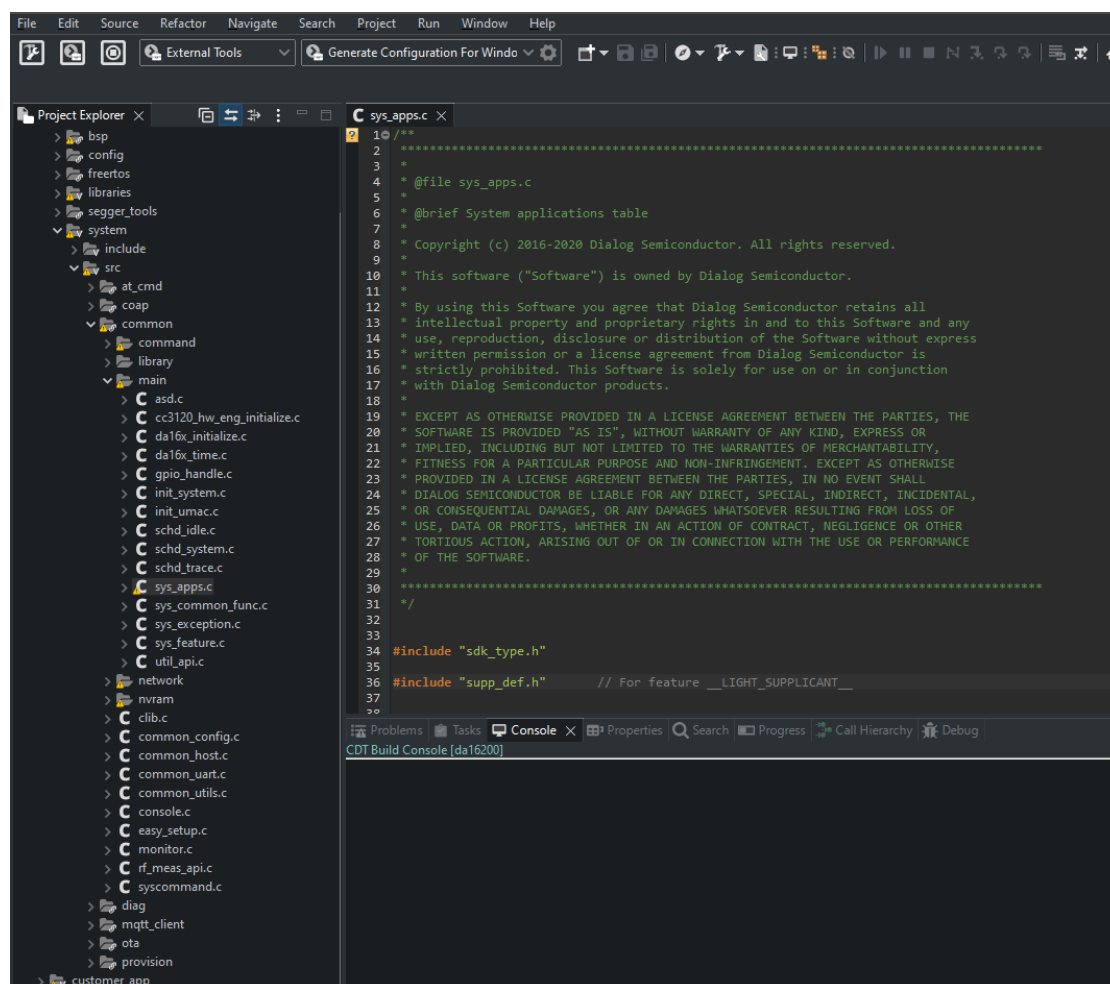 File Edit Source Refactor Navigate Search Project Run Window Help
External Tools
Generate Configuration For Windo
Project Explorer
bsp
config
freertos
libraries
segger_tools
system
include
src
at_cmd
coap
common
command
library
main
asd.c
cc3120_hw_eng_initialize.c
da16x_initialize.c
da16x_time.c
gpio_handle.c
init_system.c
init_umac.c
schd_idle.c
schd_system.c
schd_trace.c
sys_apps.c
sys_common_func.c
sys_exception.c
sys_feature.c
util_api.c
network
nvram
clib.c
common_config.c
common_host.c
common_uart.c
common_utils.c
console.c
easy_setup.c
monitor.c
rf_meas_api.c
syscommand.c
diag
mqtt_client
ota
provision
customer_app
sys_apps.c
1 /**
2 ****************************************************************************************
3 *
4 * @file sys_apps.c
5 *
6 * @brief System applications table
7 *
8 * Copyright (c) 2016-2020 Dialog Semiconductor. All rights reserved.
9 *
10 * This software ("Software") is owned by Dialog Semiconductor.
11 *
12 * By using this Software you agree that Dialog Semiconductor retains all
13 * intellectual property and proprietary rights in and to this Software and any
14 * use, reproduction, disclosure or distribution of the Software without express
15 * written permission or a license agreement from Dialog Semiconductor is
16 * strictly prohibited. This Software is solely for use on or in conjunction
17 * with Dialog Semiconductor products.
18 *
19 * EXCEPT AS OTHERWISE PROVIDED IN A LICENSE AGREEMENT BETWEEN THE PARTIES, THE
20 * SOFTWARE IS PROVIDED "AS IS", WITHOUT WARRANTY OF ANY KIND, EXPRESS OR
21 * IMPLIED, INCLUDING BUT NOT LIMITED TO THE WARRANTIES OF MERCHANTABILITY,
22 * FITNESS FOR A PARTICULAR PURPOSE AND NON-INFRINGEMENT. EXCEPT AS OTHERWISE
23 * PROVIDED IN A LICENSE AGREEMENT BETWEEN THE PARTIES, IN NO EVENT SHALL
24 * DIALOG SEMICONDUCTOR BE LIABLE FOR ANY DIRECT, SPECIAL, INDIRECT, INCIDENTAL,
25 * OR CONSEQUENTIAL DAMAGES, OR ANY DAMAGES WHATSOEVER RESULTING FROM LOSS OF
26 * USE, DATA OR PROFITS, WHETHER IN AN ACTION OF CONTRACT, NEGLIGENCE OR OTHER
27 * TORTIOUS ACTION, ARISING OUT OF OR IN CONNECTION WITH THE USE OR PERFORMANCE
28 * OF THE SOFTWARE.
29 *
30 ****************************************************************************************
31 */
32
33
34 #include "sdk_type.h"
35
36 #include "supp_def.h" // For feature __LIGHT_SUPPLICANT__
37
38
Problems Tasks Console Properties Search Progress Call Hierarchy Debug
CDT Build Console [da16200]